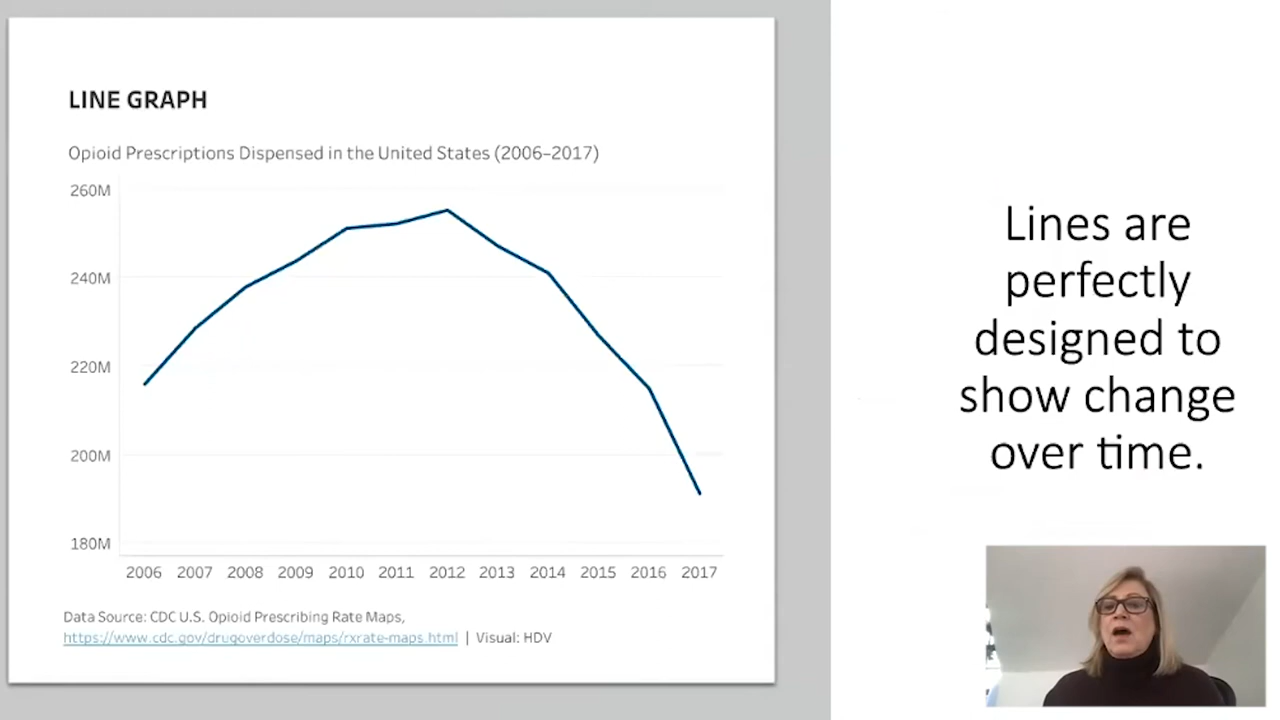 LINE GRAPH
Opioid Prescriptions Dispensed in the United States (2006–2017)
260M
240M
220M
200M
180M
2006 2007 2008 2009 2010 2011 2012 2013 2014 2015 2016 2017
Data Source: CDC U.S. Opioid Prescribing Rate Maps,
https://www.cdc.gov/drugoverdose/maps/rxrate-maps.html | Visual: HDV
Lines are
perfectly
designed to
show change
over time.